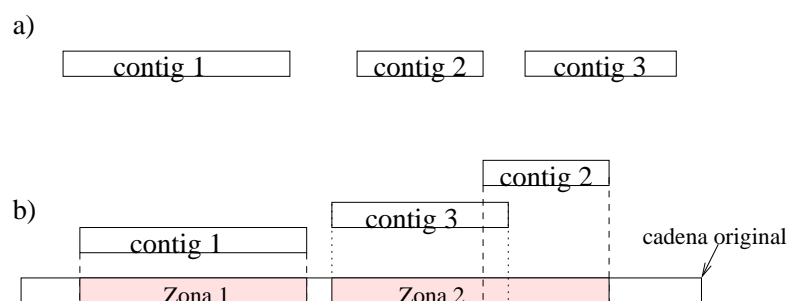 a)
contig 1 contig 2 contig 3
contig 2
b)
contig 3
contig 1
cadena original
Zona 1 Zona 2